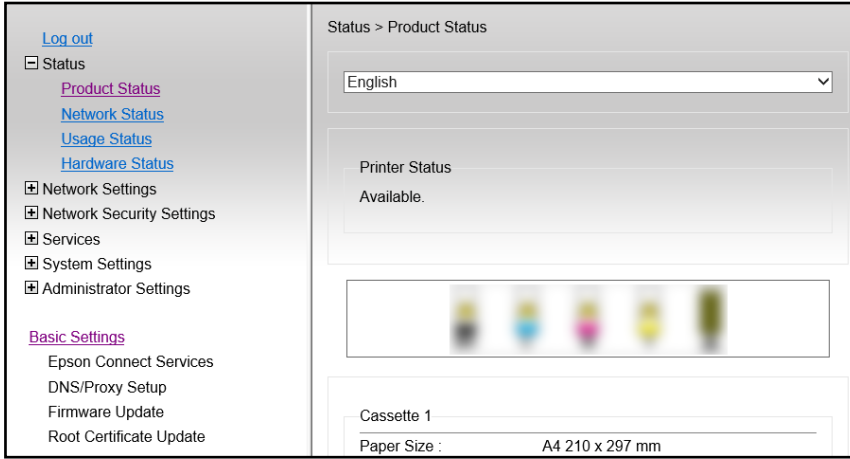 Log out
Status
Product Status
Network Status
Usage Status
Hardware Status
Network Settings
Network Security Settings
Services
System Settings
Administrator Settings
Basic Settings
Epson Connect Services
DNS/Proxy Setup
Firmware Update
Root Certificate Update
Status > Product Status
English
Printer Status
Available.
Cassette 1
Paper Size : A4 210 x 297 mm